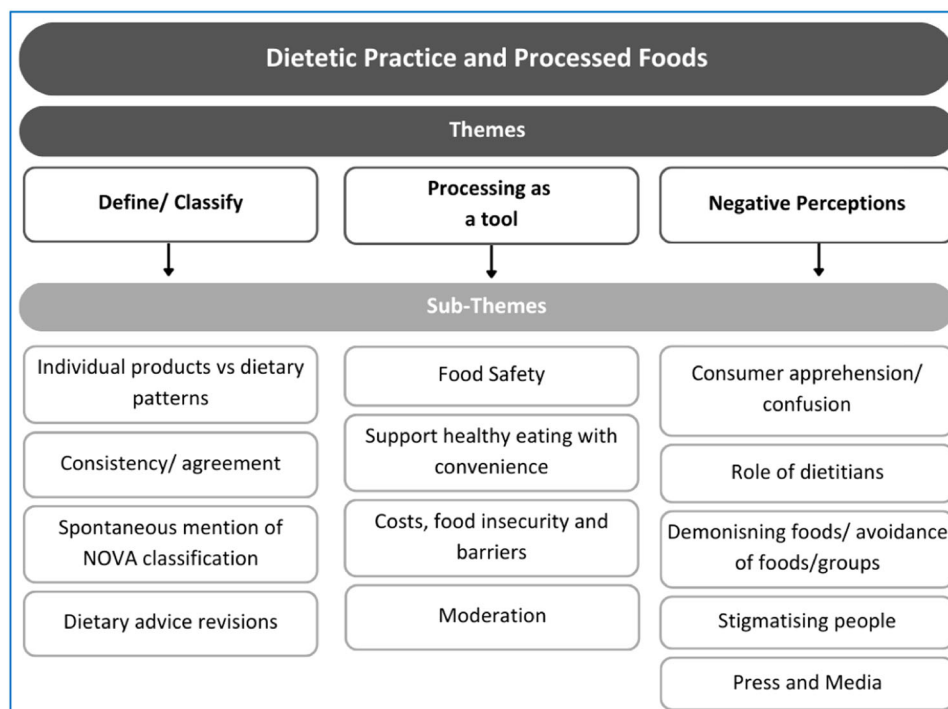 Dietetic Practice and Processed Foods
Themes
Define/ Classify
Processing as
a tool
Negative Perceptions
Sub-Themes
Individual products vs dietary
patterns
Consistency/ agreement
Spontaneous mention of
NOVA classification
Dietary advice revisions
Food Safety
Support healthy eating with
convenience
Costs, food insecurity and
barriers
Moderation
Consumer apprehension/
confusion
Role of dietitians
Demonisning foods/ avoidance
of foods/groups
Stigmatising people
Press and Media